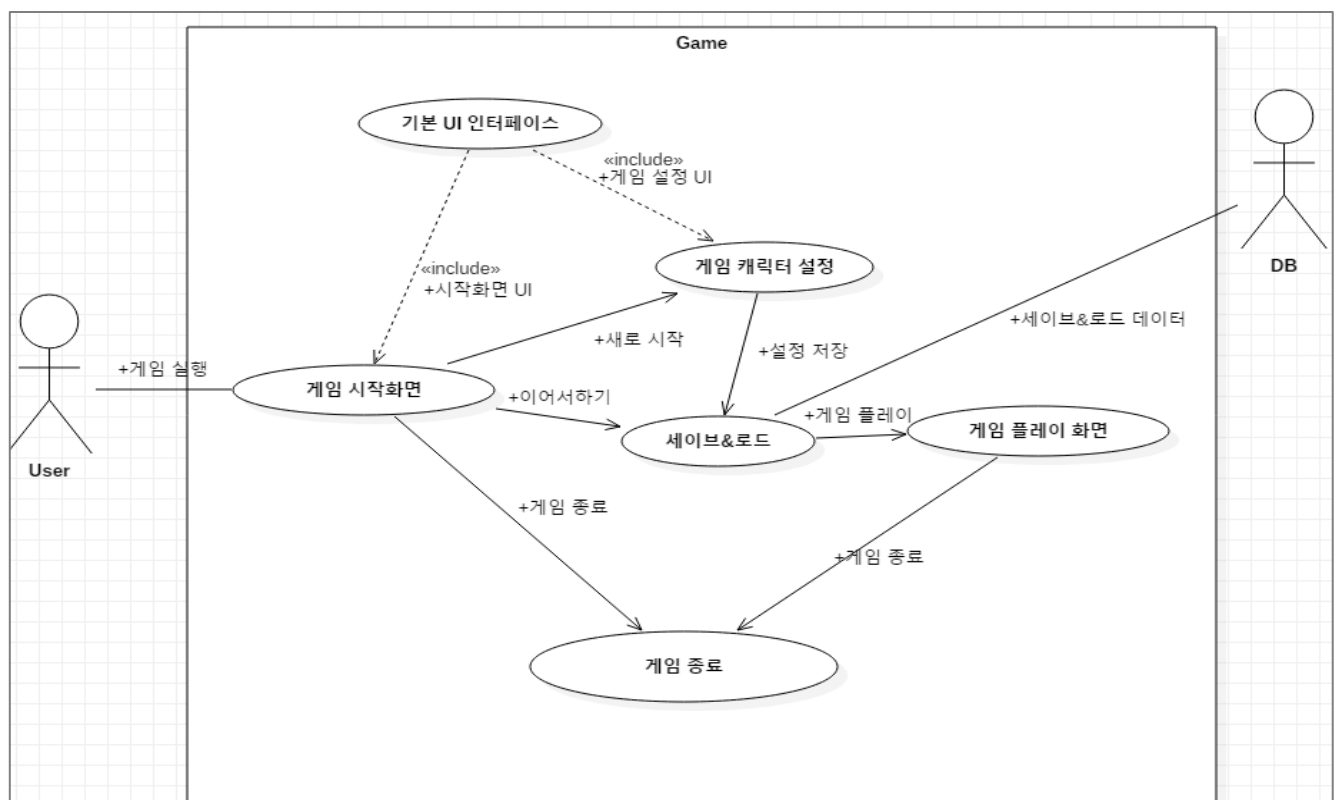 Game
기본 UI 인터페이스
«include»
+게임 설정 UI
게임 캐릭터 설정
DB
«include»
+시작화면 UI
+세이브&로드 데이터
+새로 시작
+설정 저장
+게임 실행
게임 시작화면
+이어서하기
+게임 플레이
세이브&로드
게임 플레이 화면
User
+게임 종료
+게임 종료
게임 종료